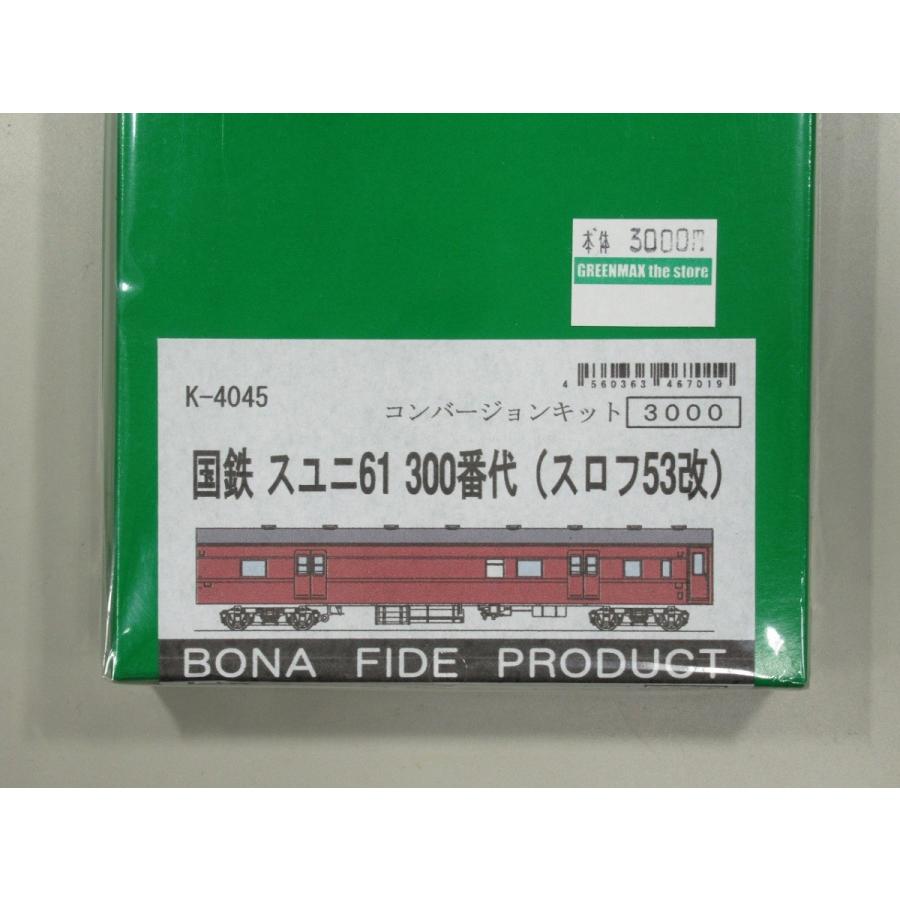 本体 3000円
GREENMAX the store
4 560363 467019
K-4045
コンバージョンキット 3000
国鉄 スユニ61 300番代（スロフ53改）
BONA FIDE PRODUCT